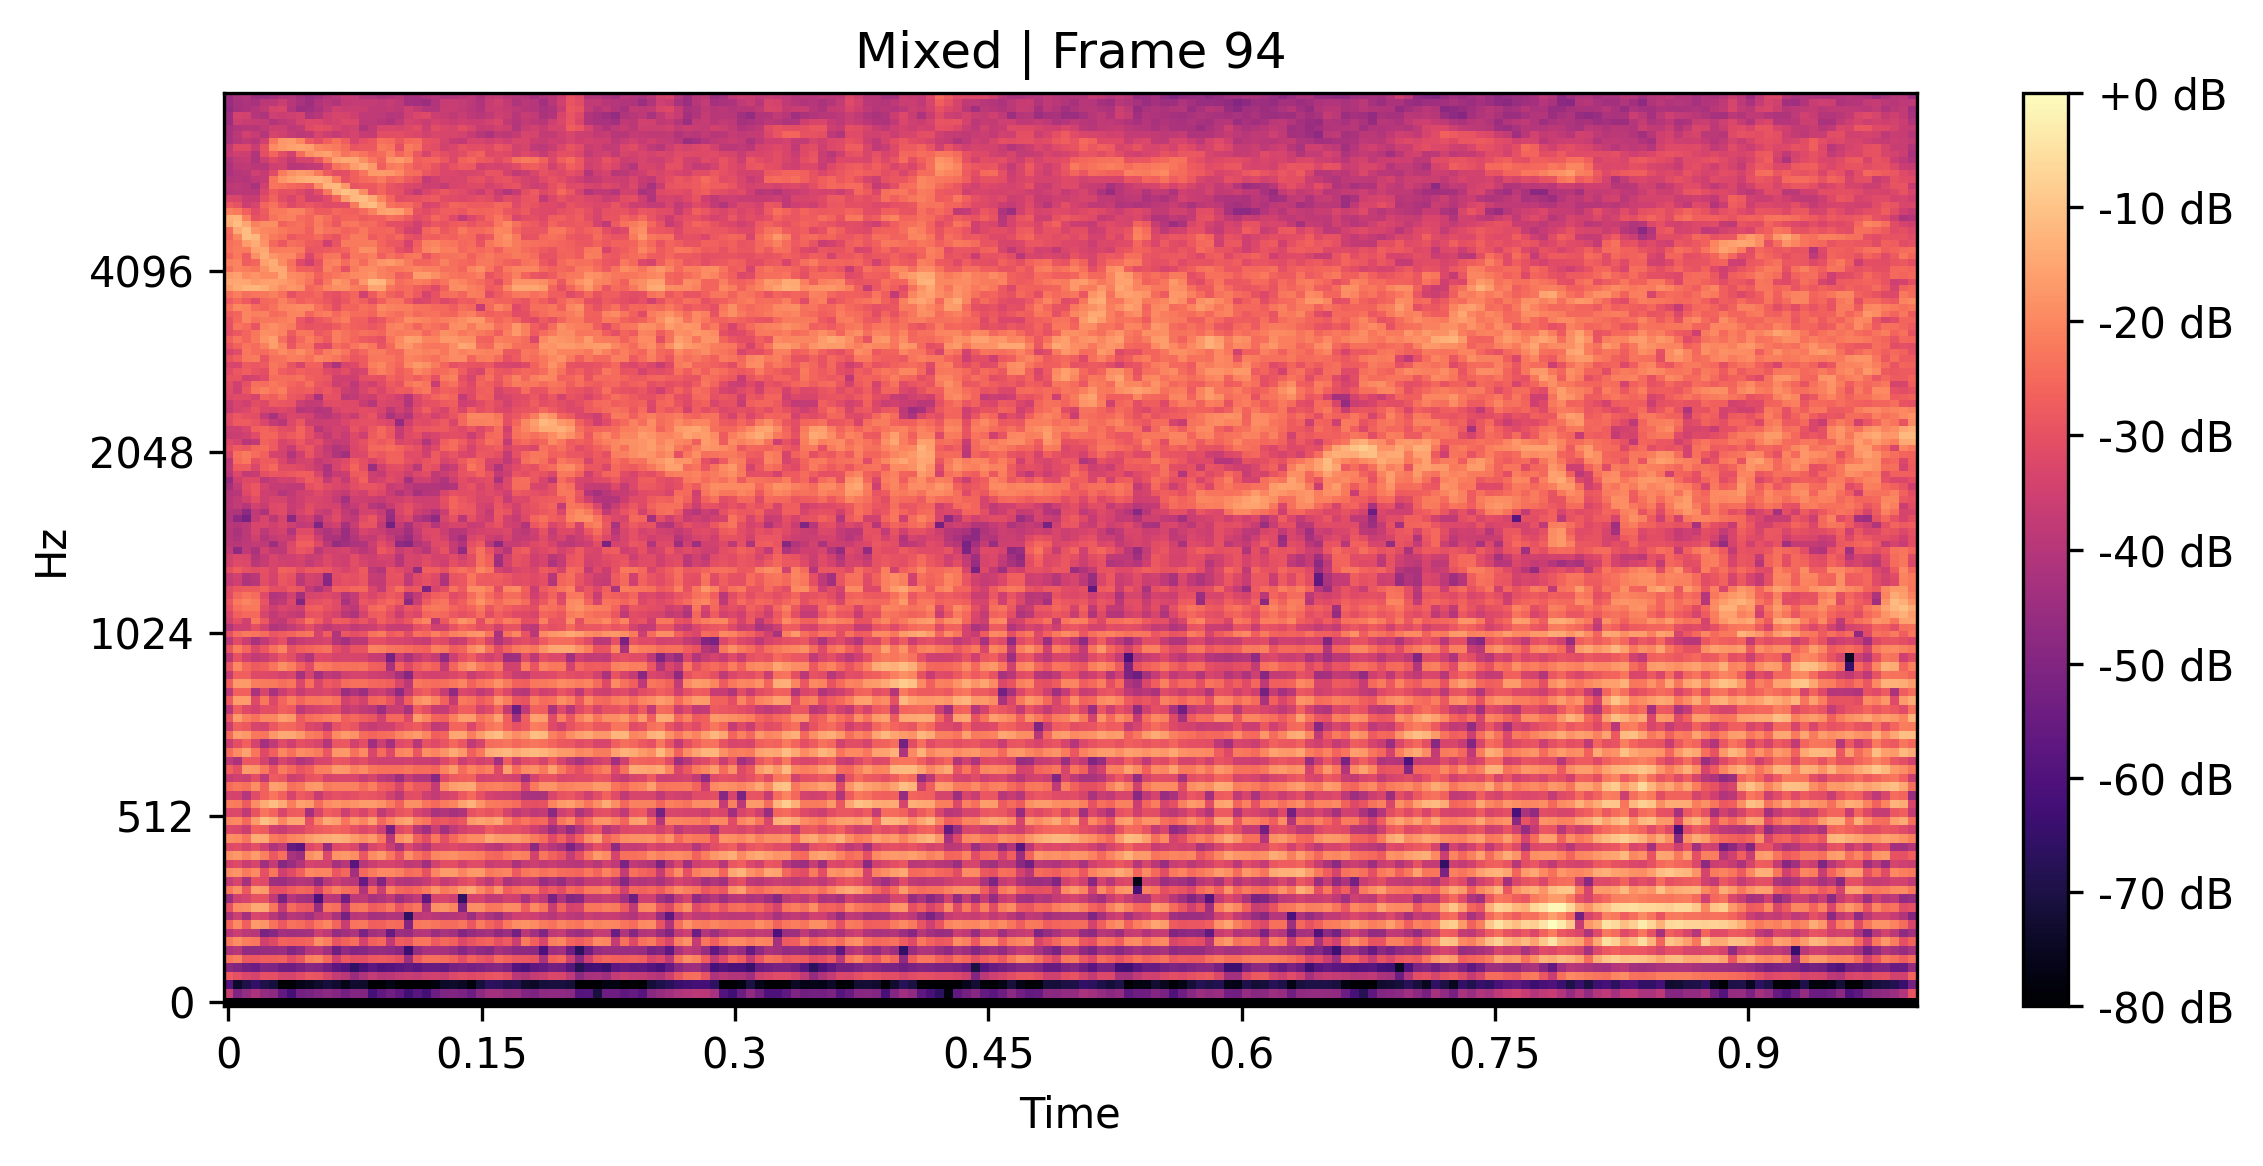 Mixed | Frame 94
+0 dB
-10 dB
-20 dB
-30 dB
-40 dB
-50 dB
-60 dB
-70 dB
-80 dB
Hz
4096
2048
1024
512
0
0 0.15 0.3 0.45 0.6 0.75 0.9
Time